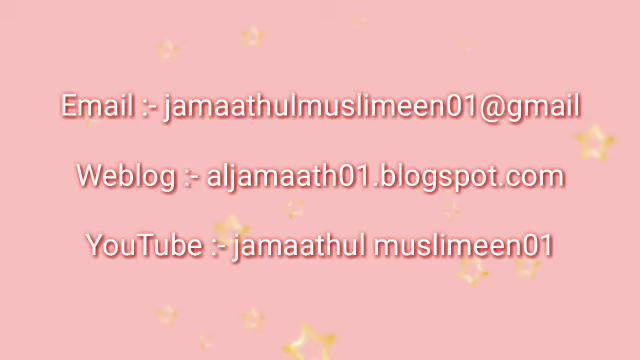 Email :- jamaathulmuslimeen01@gmail
Weblog :- aljamaath01.blogspot.com
YouTube :- jamaathul muslimeen01